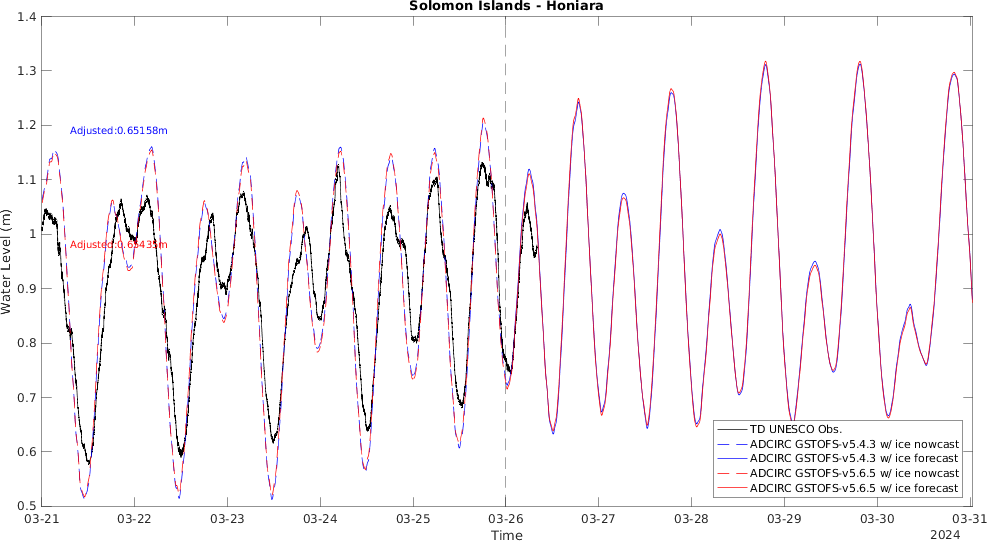 Solomon Islands - Honiara
1.4
1.3
1.2
1.1
1
0.9
0.8
0.7
0.6
0.5
Water Level (m)
Adjusted:0.65158m
Adjusted:0.65435m
TD UNESCO Obs.
ADCIRC GSTOFS-v5.4.3 w/ ice nowcast
ADCIRC GSTOFS-v5.4.3 w/ ice forecast
ADCIRC GSTOFS-v5.6.5 w/ ice nowcast
ADCIRC GSTOFS-v5.6.5 w/ ice forecast
03-21 03-22 03-23 03-24 03-25 03-26 03-27 03-28 03-29 03-30 03-31
Time
2024